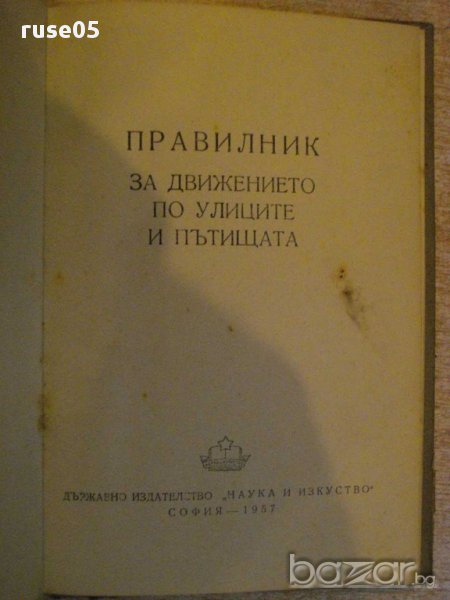 ruse05
ПРАВИЛНИК
ЗА ДВИЖЕНИЕТО
ПО УЛИЦИТЕ
И ПЪТИЩАТА
ДЪРЖАВНО ИЗДАТЕЛСТВО „НАУКА И ИЗКУСТВО"
СОФИЯ — 1957
bazar.bg